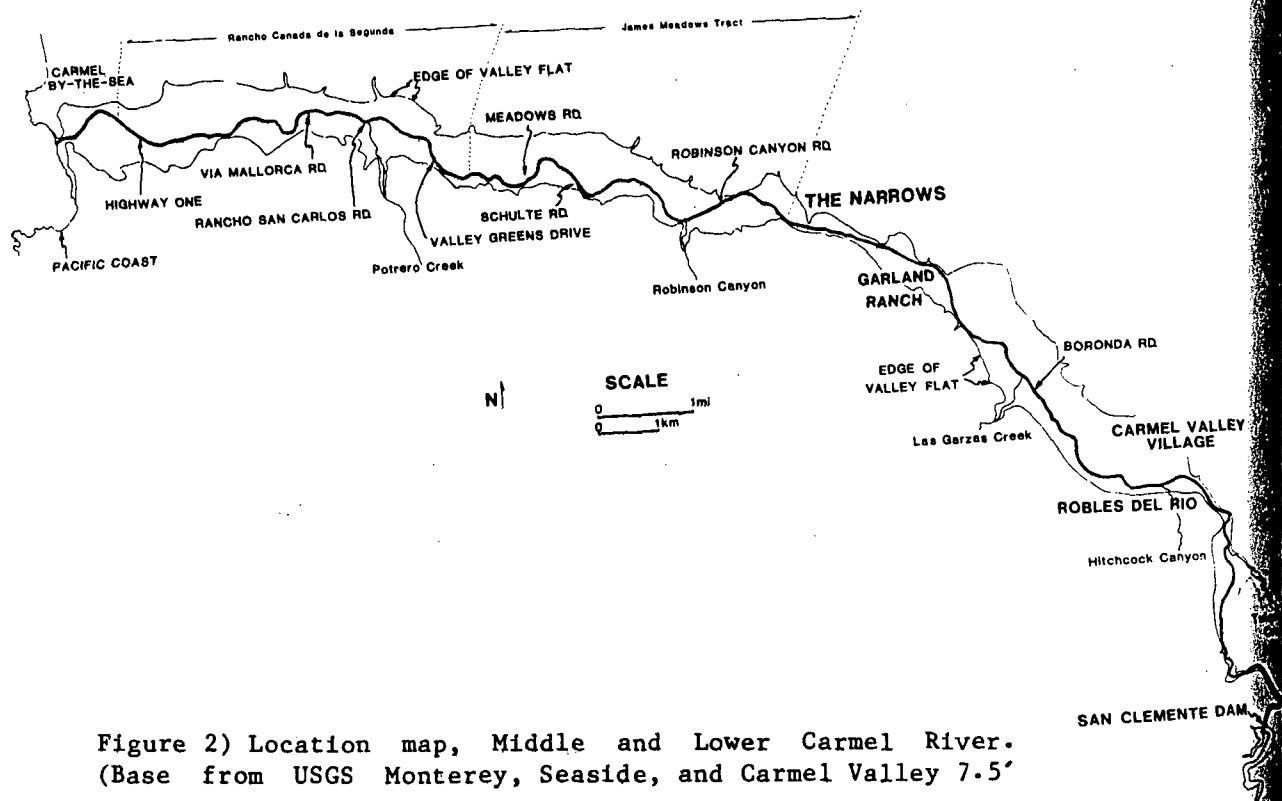 Rancho Canada de la Segunda
James Meadows Tract
CARMEL
BY-THE-SEA
EDGE OF VALLEY FLAT
MEADOWS RD.
ROBINSON CANYON RD.
VIA MALLORCA RD.
THE NARROWS
HIGHWAY ONE
RANCHO SAN CARLOS RD.
SCHULTE RD.
VALLEY GREENS DRIVE
PACIFIC COAST
Potrero Creek
Robinson Canyon
GARLAND
RANCH
BORONDA RD.
EDGE OF
VALLEY FLAT
N
SCALE
0 1mi
0 1km
Las Garzas Creek
CARMEL VALLEY
VILLAGE
ROBLES DEL RIO
Hitchcock Canyon
SAN CLEMENTE DAM
Figure 2) Location map, Middle and Lower Carmel River.
(Base from USGS Monterey, Seaside, and Carmel Valley 7.5′